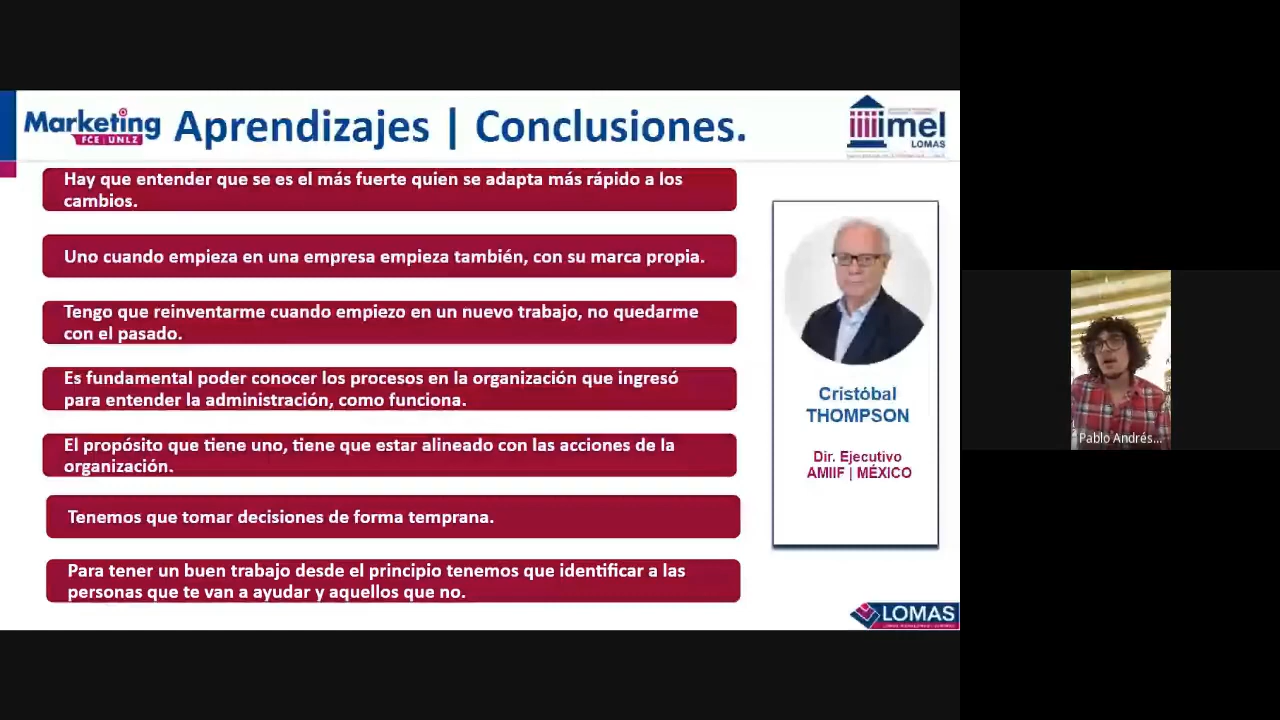 Marketing
FCE | UNLZ
Aprendizajes | Conclusiones.
imel
LOMAS
Hay que entender que se es el más fuerte quien se adapta más rápido a los
cambios.
Uno cuando empieza en una empresa empieza también, con su marca propia.
Tengo que reinventarme cuando empiezo en un nuevo trabajo, no quedarme
con el pasado.
Es fundamental poder conocer los procesos en la organización que ingresó
para entender la administración, como funciona.
El propósito que tiene uno, tiene que estar alineado con las acciones de la
organización.
Tenemos que tomar decisiones de forma temprana.
Para tener un buen trabajo desde el principio tenemos que identificar a las
personas que te van a ayudar y aquellos que no.
Cristóbal
THOMPSON
Dir. Ejecutivo
AMIIF | MÉXICO
LOMAS
Pablo Andrés...